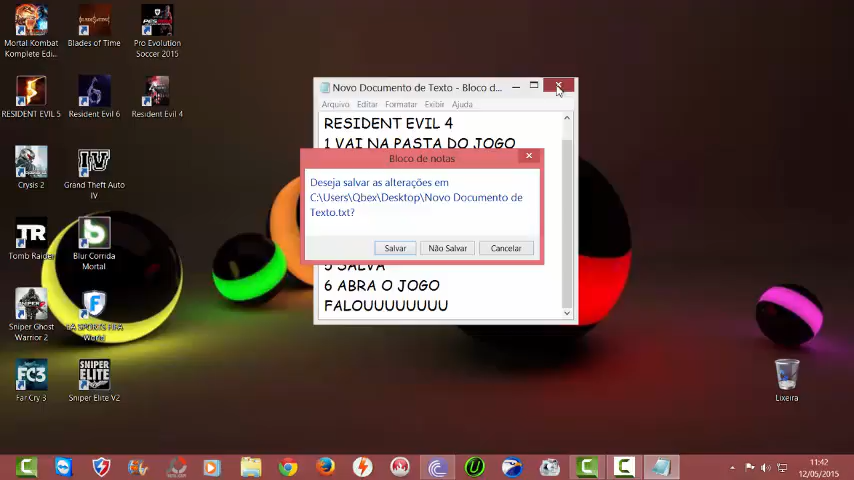 Mortal Kombat
Komplete Edi...
Blades of Time
Pro Evolution
Soccer 2015
RESIDENT EVIL 5
Resident Evil 6
Resident Evil 4
Crysis 2
Grand Theft Auto
IV
Tomb Raider
Blur Corrida
Mortal
Sniper Ghost
Warrior 2
EA SPORTS FIFA
World
Far Cry 3
Sniper Elite V2
Novo Documento de Texto - Bloco d...
Arquivo Editar Formatar Exibir Ajuda
RESIDENT EVIL 4
1 VAI NA PASTA DO JOGO
Bloco de notas
Deseja salvar as alterações em
C:\Users\Qbex\Desktop\Novo Documento de
Texto.txt?
Salvar Não Salvar Cancelar
5 SALVA
6 ABRA O JOGO
FALOUUUUUUUU
Lixeira
11:42
12/05/2015